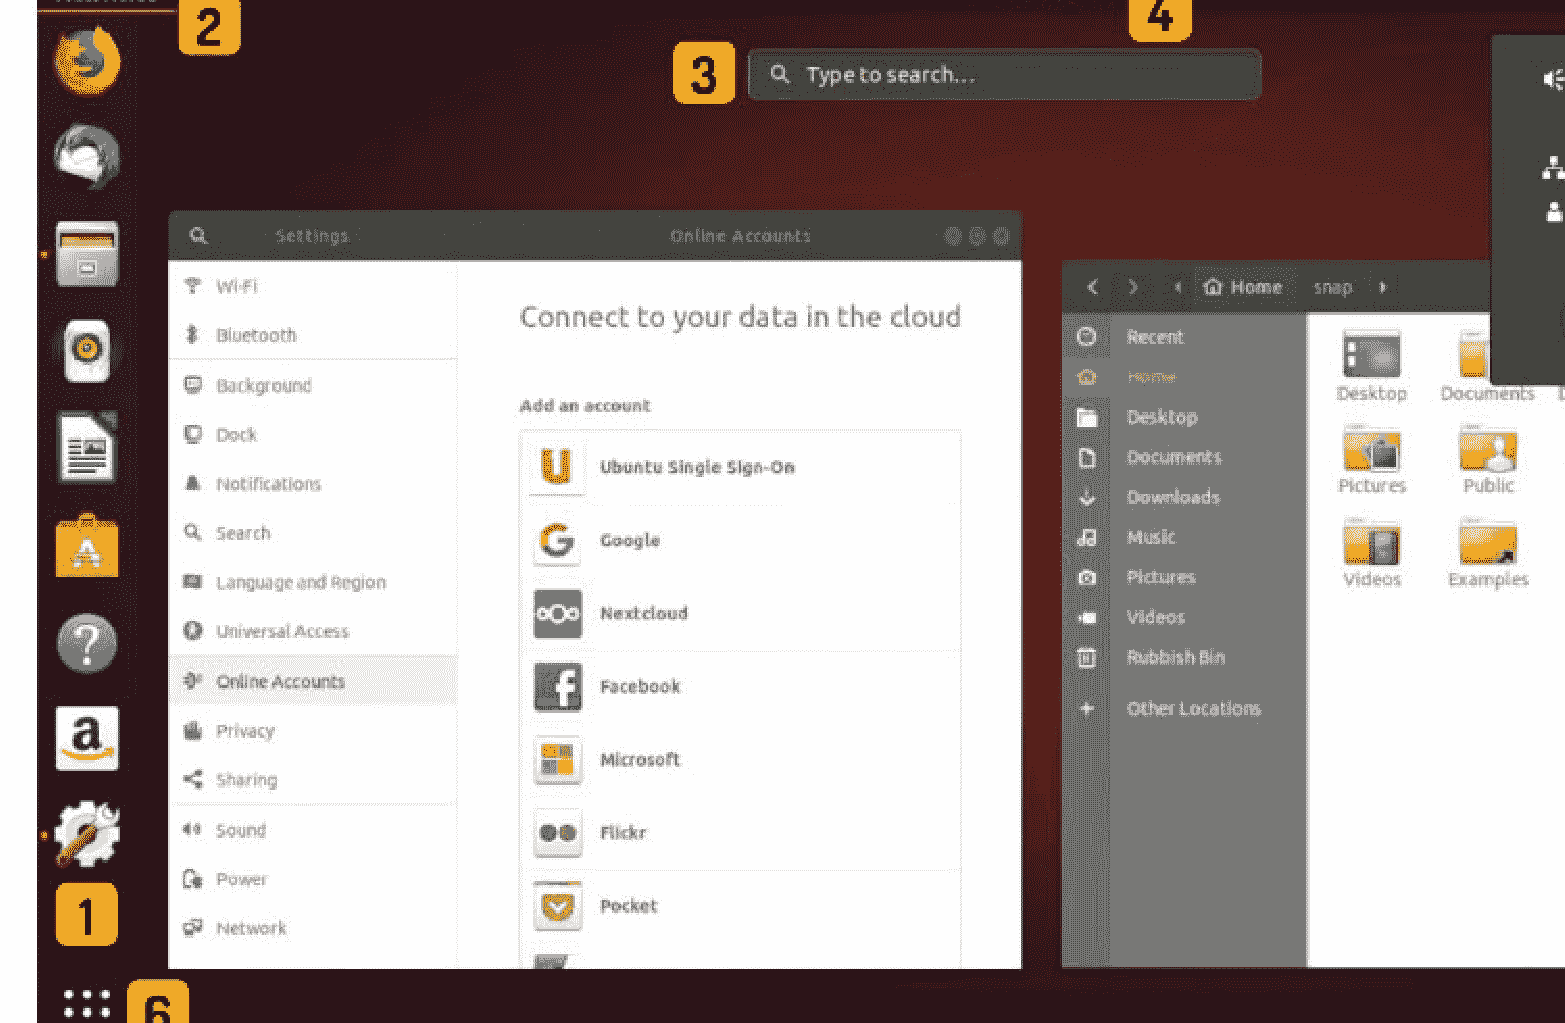 2
4
3
Type to search...
Settings
Online Accounts
Wi-Fi
Bluetooth
Background
Dock
Notifications
Search
Language and Region
Universal Access
Online Accounts
Privacy
Sharing
Sound
Power
Network
Connect to your data in the cloud
Add an account
Ubuntu Single Sign-On
Google
Nextcloud
Facebook
Microsoft
Flickr
Pocket
Home
snap
Recent
Home
Desktop
Documents
Downloads
Music
Pictures
Videos
Rubbish Bin
Other Locations
Desktop
Documents
Pictures
Public
Videos
Examples
1
6